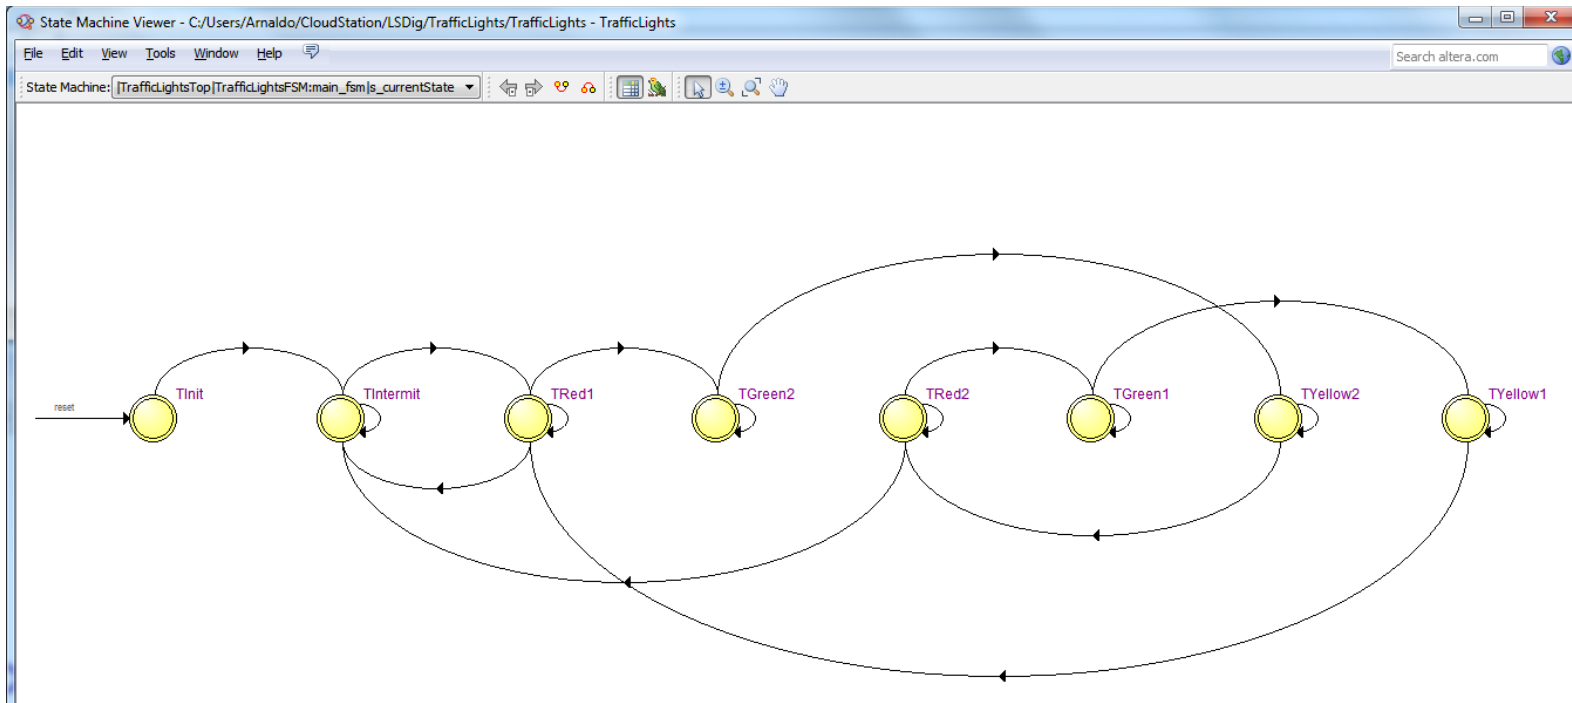 State Machine Viewer - C:/Users/Arnaldo/CloudStation/LSDig/TrafficLights/TrafficLights - TrafficLights
File Edit View Tools Window Help
Search altera.com
State Machine: |TrafficLightsTop|TrafficLightsFSM:main_fsm|s_currentState
reset
TInit
TIntermit
TRed1
TGreen2
TRed2
TGreen1
TYellow2
TYellow1